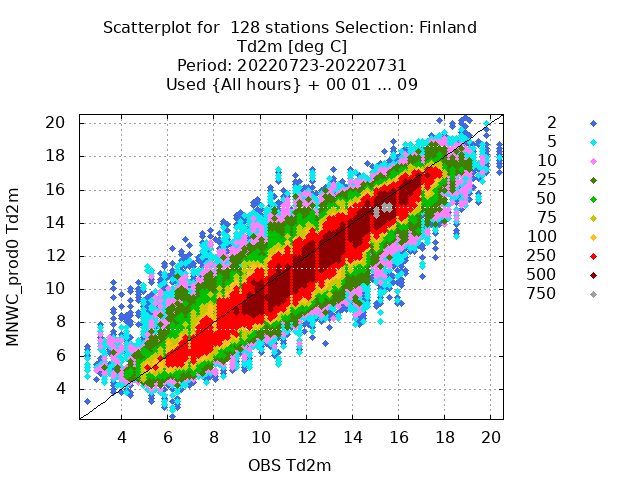 Scatterplot for  128 stations Selection: Finland
Td2m [deg C]
Period: 20220723-20220731
Used {All hours} + 00 01 ... 09
MNWC_prod0 Td2m
20
18
16
14
12
10
8
6
4
4 6 8 10 12 14 16 18 20
OBS Td2m
2
5
10
25
50
75
100
250
500
750